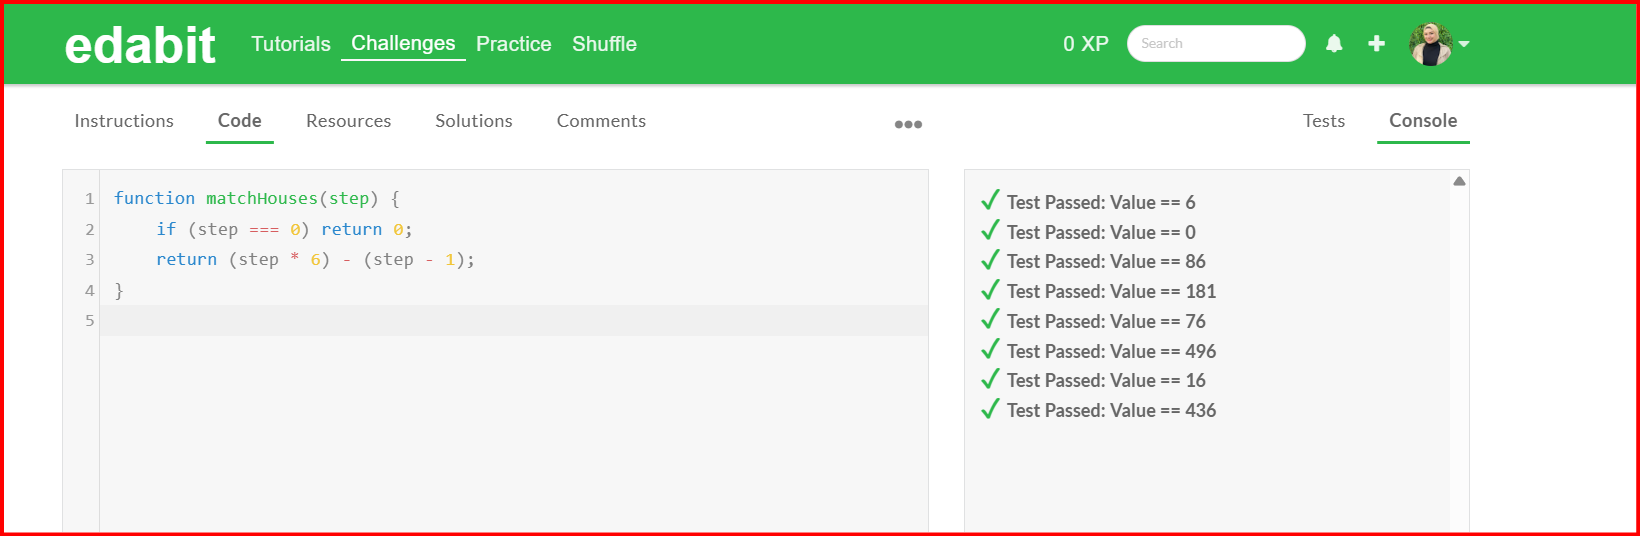 edabit Tutorials Challenges Practice Shuffle 0 XP Search
Instructions Code Resources Solutions Comments Tests Console
1 function matchHouses(step) {
2 if (step === 0) return 0;
3 return (step * 6) - (step - 1);
4 }
5
Test Passed: Value == 6
Test Passed: Value == 0
Test Passed: Value == 86
Test Passed: Value == 181
Test Passed: Value == 76
Test Passed: Value == 496
Test Passed: Value == 16
Test Passed: Value == 436